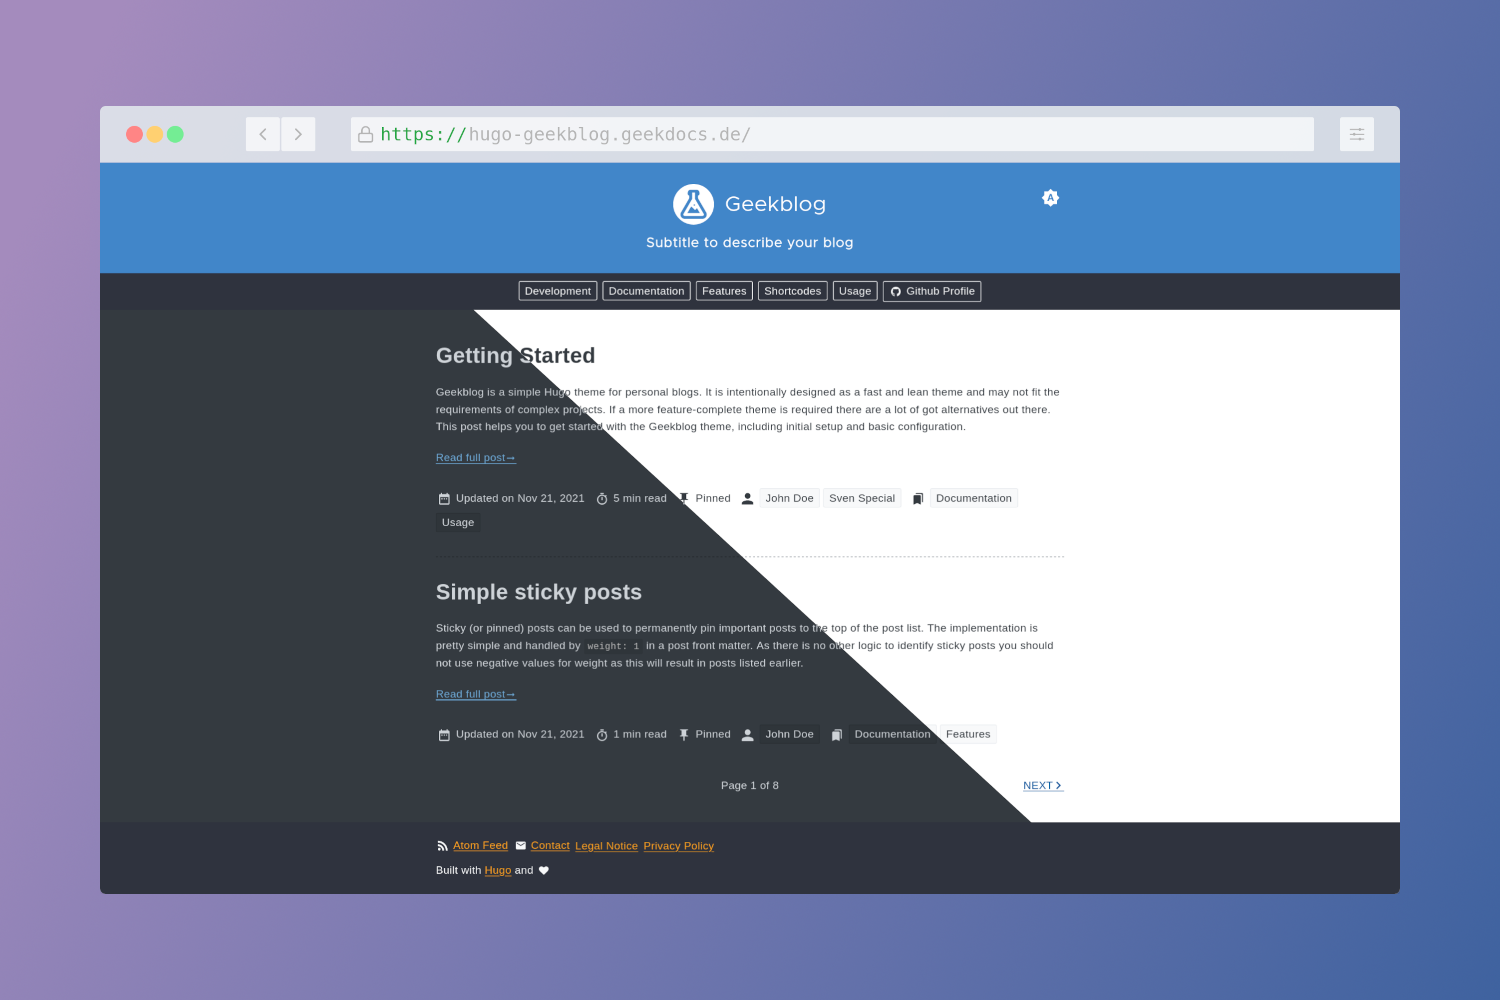 https://hugo-geekblog.geekdocs.de/
Geekblog
A
Subtitle to describe your blog
Development Documentation Features Shortcodes Usage Github Profile
Getting Started
Geekblog is a simple Hugo theme for personal blogs. It is intentionally designed as a fast and lean theme and may not fit the
requirements of complex projects. If a more feature-complete theme is required there are a lot of got alternatives out there.
This post helps you to get started with the Geekblog theme, including initial setup and basic configuration.
Read full post→
Updated on Nov 21, 2021 5 min read Pinned John Doe Sven Special Documentation
Usage
Simple sticky posts
Sticky (or pinned) posts can be used to permanently pin important posts to the top of the post list. The implementation is
pretty simple and handled by weight: 1 in a post front matter. As there is no other logic to identify sticky posts you should
not use negative values for weight as this will result in posts listed earlier.
Read full post→
Updated on Nov 21, 2021 1 min read Pinned John Doe Documentation Features
Page 1 of 8 NEXT
Atom Feed Contact Legal Notice Privacy Policy
Built with Hugo and